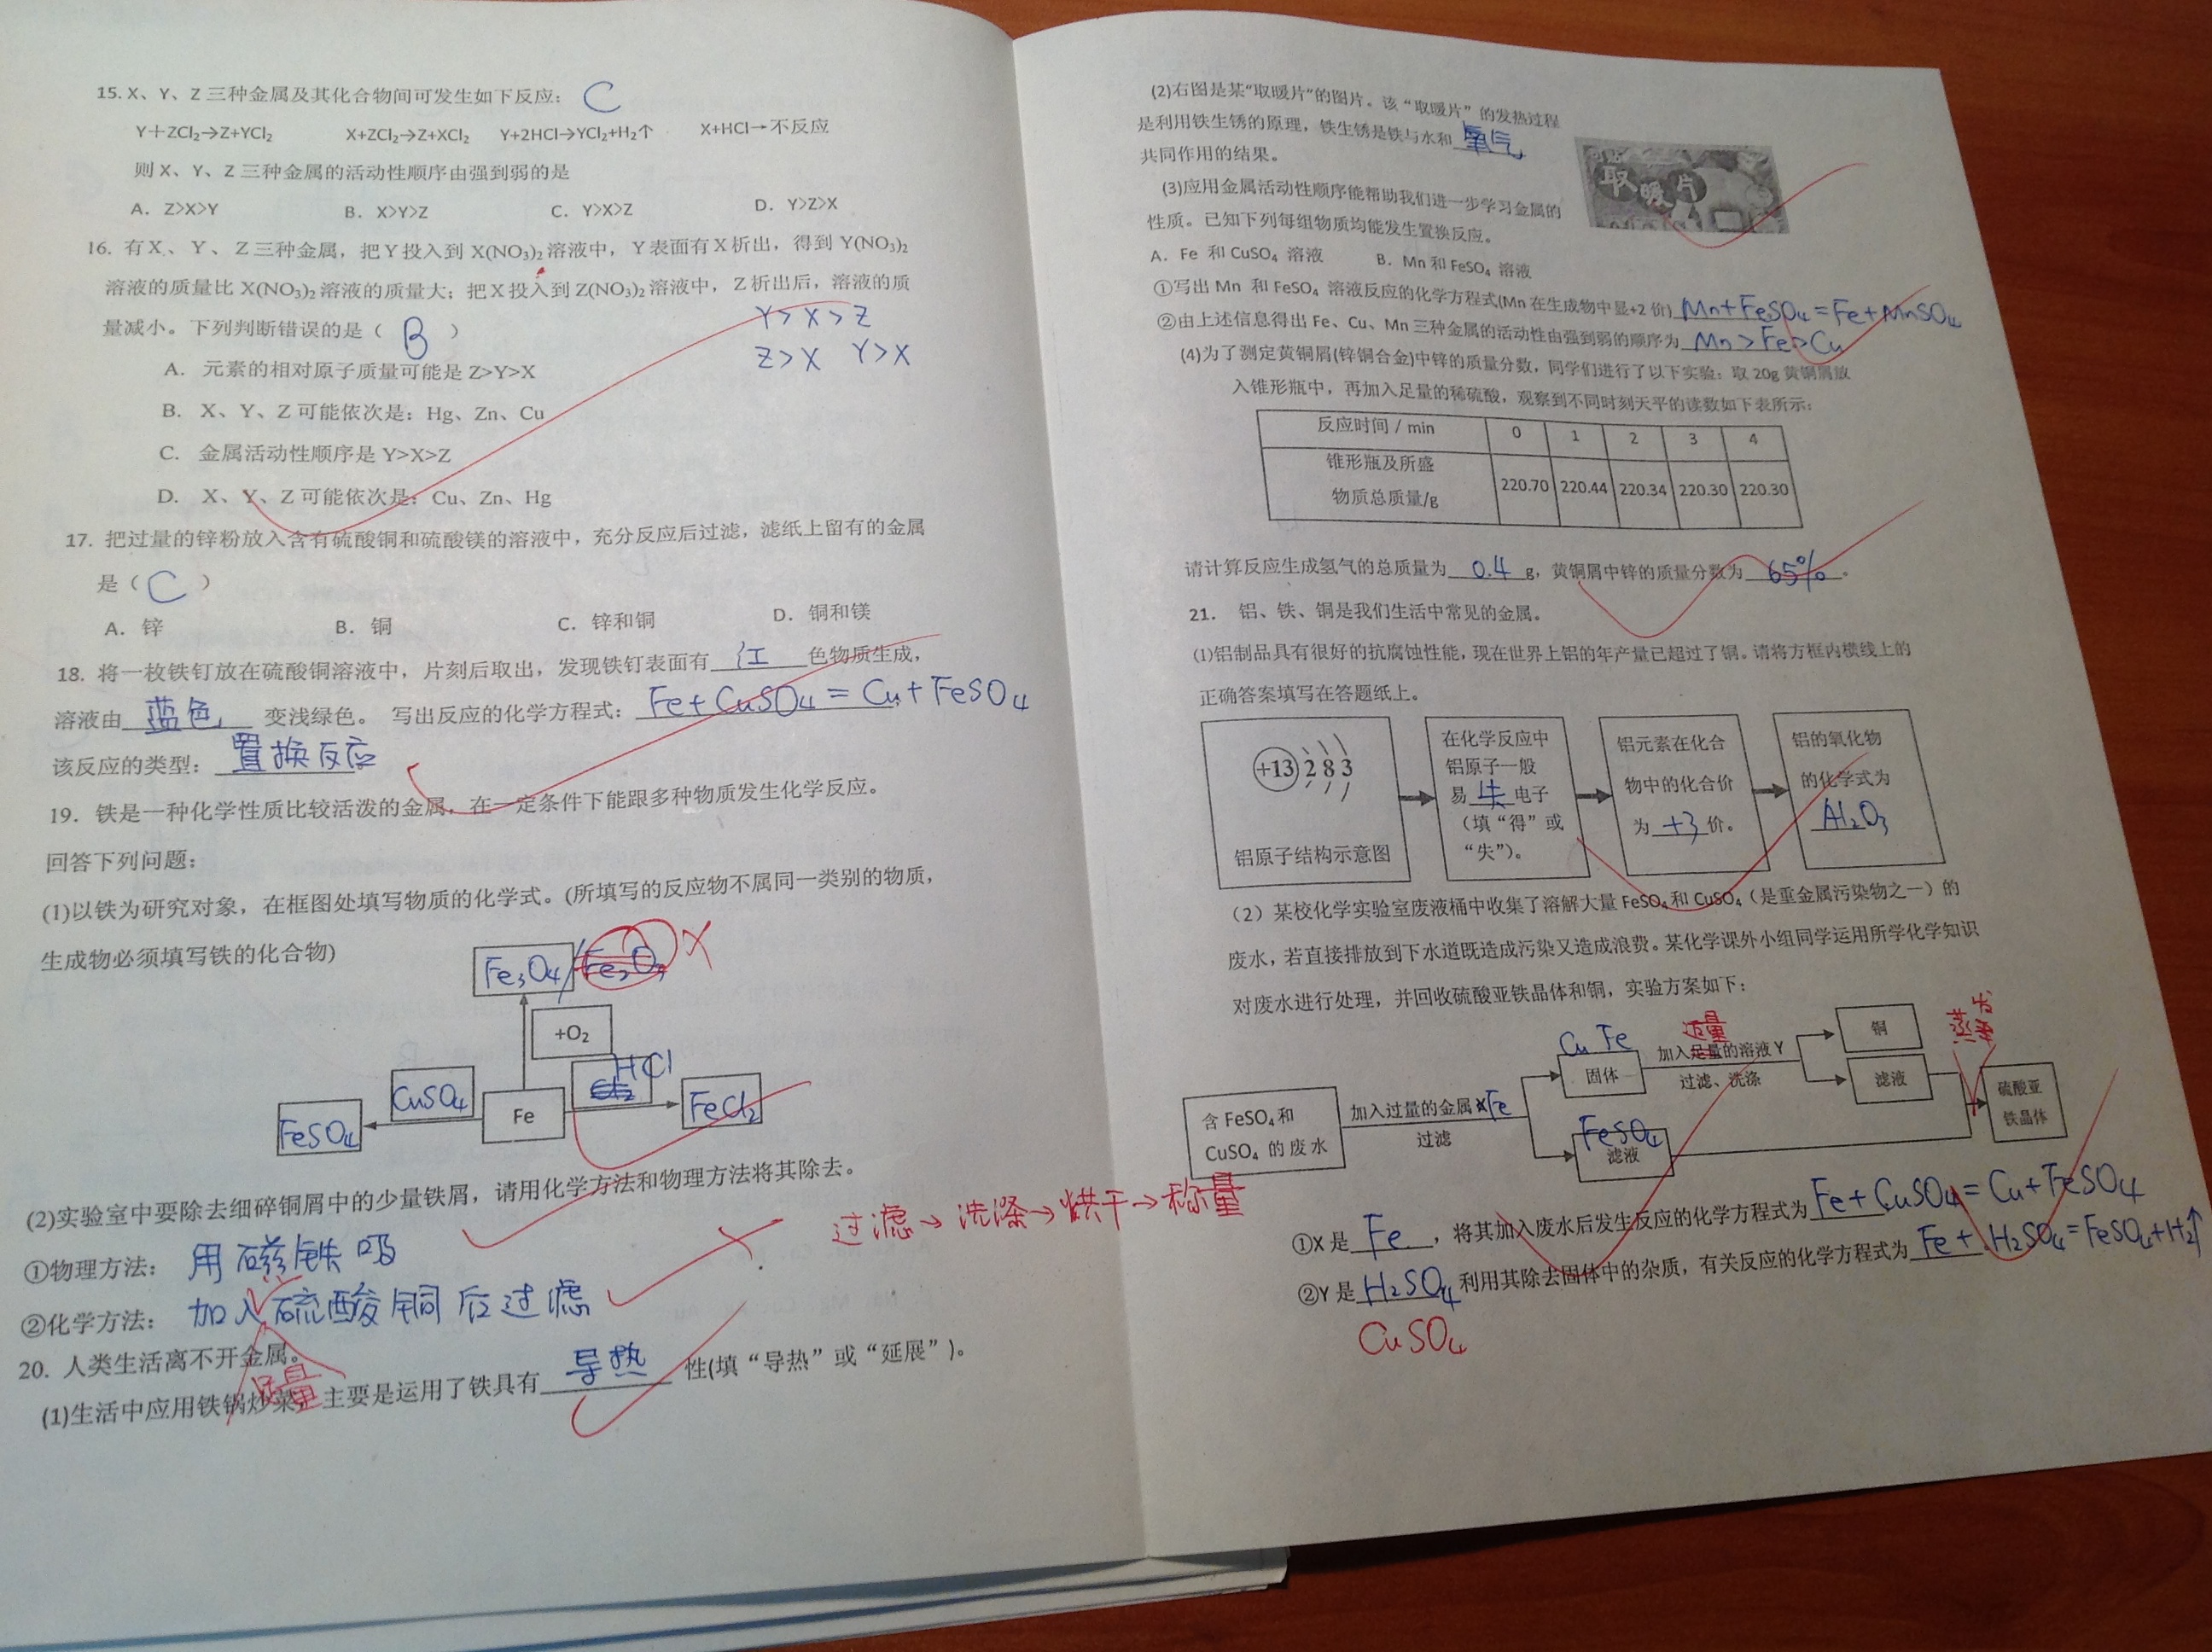 15. X、Y、Z 三种金属及其化合物间可发生如下反应： C
Y＋ZCl₂→Z+YCl₂ X+ZCl₂→Z+XCl₂ Y+2HCl→YCl₂+H₂↑ X+HCl→不反应
则 X、Y、Z 三种金属的活动性顺序由强到弱的是
A. Z>X>Y B. X>Y>Z C. Y>X>Z D. Y>Z>X
16. 有 X、Y、Z 三种金属，把 Y 投入到 X(NO₃)₂ 溶液中，Y 表面有 X 析出，得到 Y(NO₃)₂
溶液的质量比 X(NO₃)₂ 溶液的质量大；把 X 投入到 Z(NO₃)₂ 溶液中，Z 析出后，溶液的质
量减小。下列判断错误的是（ B ）
Y>X>Z
Z>X Y>X
A. 元素的相对原子质量可能是 Z>Y>X
B. X、Y、Z 可能依次是：Hg、Zn、Cu
C. 金属活动性顺序是 Y>X>Z
D. X、Y、Z 可能依次是：Cu、Zn、Hg
17. 把过量的锌粉放入含有硫酸铜和硫酸镁的溶液中，充分反应后过滤，滤纸上留有的金属
是（ C ）
A. 锌 B. 铜 C. 锌和铜 D. 铜和镁
18. 将一枚铁钉放在硫酸铜溶液中，片刻后取出，发现铁钉表面有 红 色物质生成，
溶液由 蓝色 变浅绿色。写出反应的化学方程式： Fe+CuSO₄=Cu+FeSO₄
该反应的类型： 置换反应
19. 铁是一种化学性质比较活泼的金属，在一定条件下能跟多种物质发生化学反应。
回答下列问题：
(1)以铁为研究对象，在框图处填写物质的化学式。(所填写的反应物不属同一类别的物质，
生成物必须填写铁的化合物)
Fe₃O₄/
+O₂
HCl
CuSO₄
FeSO₄
Fe
FeCl₂
(2)实验室中要除去细碎铜屑中的少量铁屑，请用化学方法和物理方法将其除去。
①物理方法： 用磁铁吸
②化学方法： 加入硫酸铜后过滤
足量
过滤→洗涤→烘干→称量
20. 人类生活离不开金属。
(1)生活中应用铁锅炒菜，主要是运用了铁具有 导热 性(填“导热”或“延展”)。
(2)右图是某“取暖片”的图片。该“取暖片”的发热过程
是利用铁生锈的原理，铁生锈是铁与水和 氧气
共同作用的结果。
取暖片
(3)应用金属活动性顺序能帮助我们进一步学习金属的
性质。已知下列每组物质均能发生置换反应。
A. Fe 和 CuSO₄ 溶液 B. Mn 和 FeSO₄ 溶液
①写出 Mn 和 FeSO₄ 溶液反应的化学方程式(Mn 在生成物中显+2 价) Mn+FeSO₄=Fe+MnSO₄
②由上述信息得出 Fe、Cu、Mn 三种金属的活动性由强到弱的顺序为 Mn>Fe>Cu
(4)为了测定黄铜屑(锌铜合金)中锌的质量分数，同学们进行了以下实验：取 20g 黄铜屑放
入锥形瓶中，再加入足量的稀硫酸，观察到不同时刻天平的读数如下表所示：
反应时间 / min 0 1 2 3 4
锥形瓶及所盛
物质总质量/g 220.70 220.44 220.34 220.30 220.30
请计算反应生成氢气的总质量为 0.4 g，黄铜屑中锌的质量分数为 65% 。
21. 铝、铁、铜是我们生活中常见的金属。
(1)铝制品具有很好的抗腐蚀性能，现在世界上铝的年产量已超过了铜。请将方框内横线上的
正确答案填写在答题纸上。
+13 2 8 3
铝原子结构示意图
在化学反应中
铝原子一般
易 失 电子
（填“得”或
“失”）。
铝元素在化合
物中的化合价
为 +3 价。
铝的氧化物
的化学式为
Al₂O₃
（2）某校化学实验室废液桶中收集了溶解大量 FeSO₄ 和 CuSO₄（是重金属污染物之一）的
废水，若直接排放到下水道既造成污染又造成浪费。某化学课外小组同学运用所学化学知识
对废水进行处理，并回收硫酸亚铁晶体和铜，实验方案如下：
含 FeSO₄ 和
CuSO₄ 的废水
加入过量的金属 X Fe
过滤
Cu Fe
固体
FeSO₄
滤液
适量
加入足量的溶液 Y
过滤、洗涤
铜
滤液
蒸发
硫酸亚
铁晶体
①X 是 Fe ，将其加入废水后发生反应的化学方程式为 Fe+CuSO₄=Cu+FeSO₄
②Y 是 H₂SO₄ 利用其除去固体中的杂质，有关反应的化学方程式为 Fe+H₂SO₄=FeSO₄+H₂↑
CuSO₄